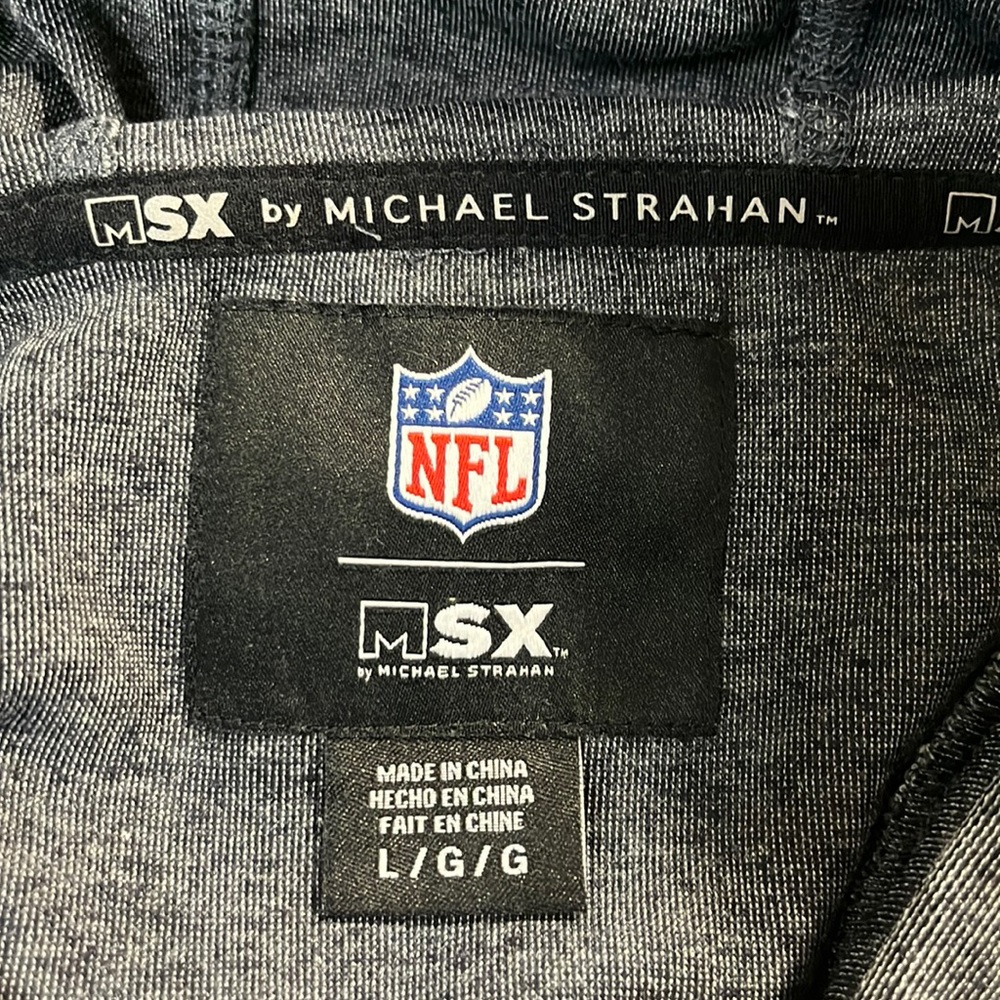 MSX by MICHAEL STRAHAN™ M
NFL
MSX™
by MICHAEL STRAHAN
MADE IN CHINA
HECHO EN CHINA
FAIT EN CHINE
L/G/G